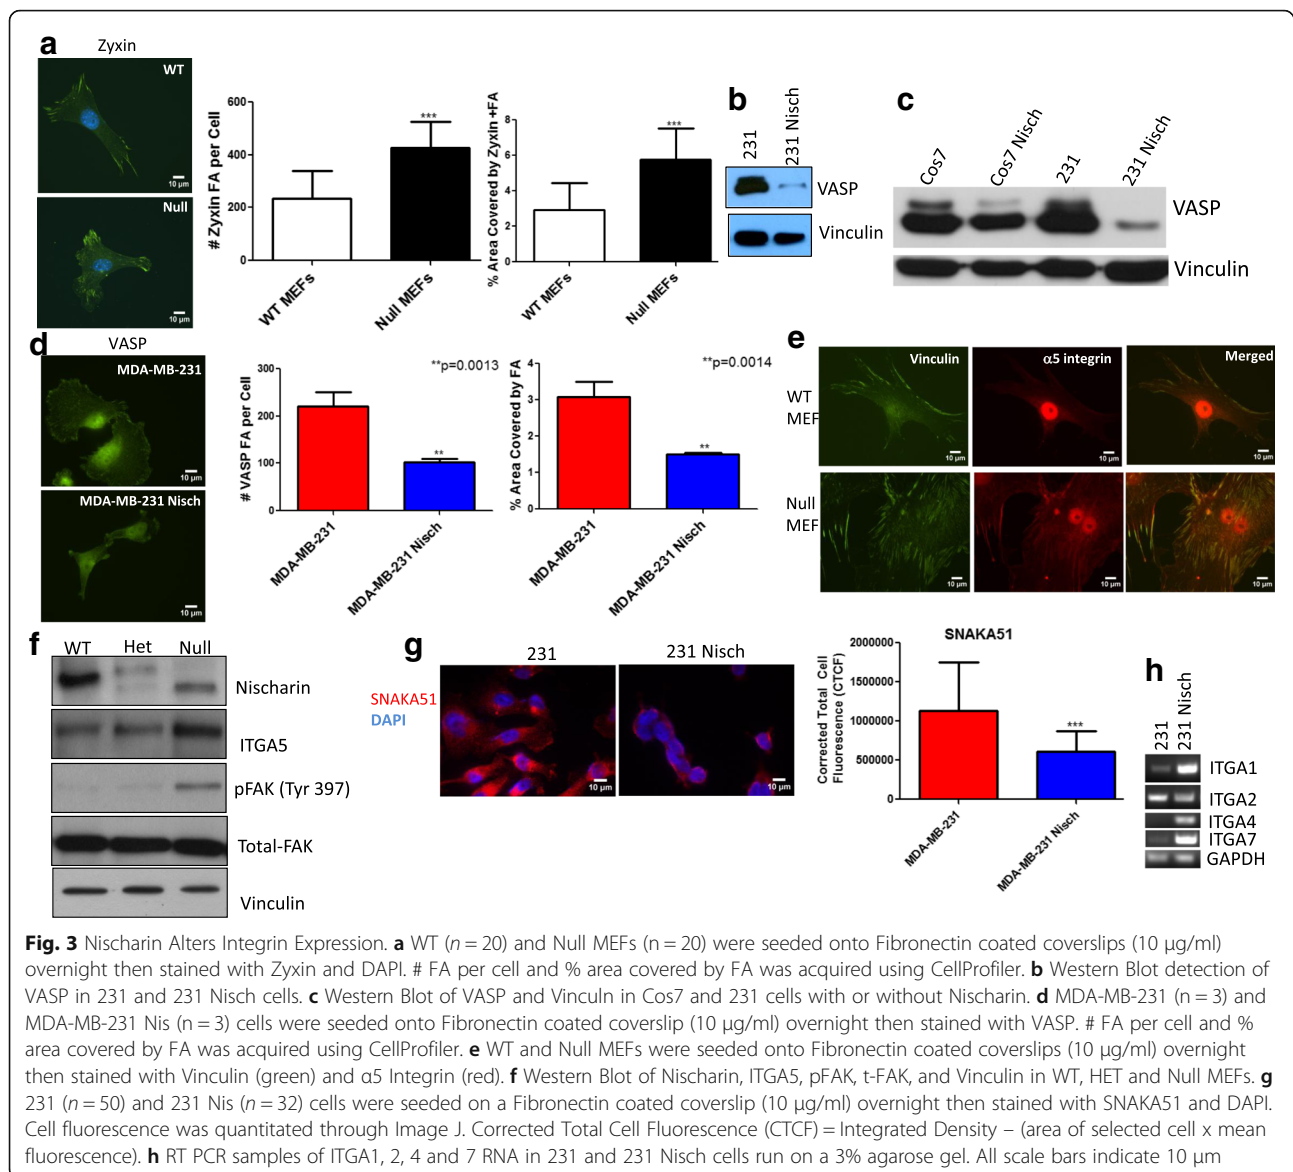 a
Zyxin
WT
10 µm
Null
10 µm
# Zyxin FA per Cell
600
400
200
0
***
WT MEFs
Null MEFs
% Area Covered by Zyxin +FA
8
6
4
2
0
***
WT MEFs
Null MEFs
b
231
231 Nisch
VASP
Vinculin
c
Cos7
Cos7 Nisch
231
231 Nisch
VASP
Vinculin
d
VASP
MDA-MB-231
10 µm
MDA-MB-231 Nisch
10 µm
# VASP FA per Cell
300
200
100
0
**p=0.0013
**
MDA-MB-231
MDA-MB-231 Nisch
% Area Covered by FA
4
3
2
1
0
**p=0.0014
**
MDA-MB-231
MDA-MB-231 Nisch
e
Vinculin
α5 integrin
Merged
WT
MEF
10 µm
10 µm
10 µm
Null
MEF
10 µm
10 µm
10 µm
f
WT
Het
Null
Nischarin
ITGA5
pFAK (Tyr 397)
Total-FAK
Vinculin
g
231
231 Nisch
SNAKA51
DAPI
10 µm
10 µm
SNAKA51
Corrected Total Cell
Fluorescence (CTCF)
2000000
1500000
1000000
500000
0
***
MDA-MB-231
MDA-MB-231 Nisch
h
231
231 Nisch
ITGA1
ITGA2
ITGA4
ITGA7
GAPDH
Fig. 3 Nischarin Alters Integrin Expression. a WT (n = 20) and Null MEFs (n = 20) were seeded onto Fibronectin coated coverslips (10 µg/ml)
overnight then stained with Zyxin and DAPI. # FA per cell and % area covered by FA was acquired using CellProfiler. b Western Blot detection of
VASP in 231 and 231 Nisch cells. c Western Blot of VASP and Vinculn in Cos7 and 231 cells with or without Nischarin. d MDA-MB-231 (n = 3) and
MDA-MB-231 Nis (n = 3) cells were seeded onto Fibronectin coated coverslip (10 µg/ml) overnight then stained with VASP. # FA per cell and %
area covered by FA was acquired using CellProfiler. e WT and Null MEFs were seeded onto Fibronectin coated coverslips (10 µg/ml) overnight
then stained with Vinculin (green) and α5 Integrin (red). f Western Blot of Nischarin, ITGA5, pFAK, t-FAK, and Vinculin in WT, HET and Null MEFs. g
231 (n = 50) and 231 Nis (n = 32) cells were seeded on a Fibronectin coated coverslip (10 µg/ml) overnight then stained with SNAKA51 and DAPI.
Cell fluorescence was quantitated through Image J. Corrected Total Cell Fluorescence (CTCF) = Integrated Density – (area of selected cell x mean
fluorescence). h RT PCR samples of ITGA1, 2, 4 and 7 RNA in 231 and 231 Nisch cells run on a 3% agarose gel. All scale bars indicate 10 µm